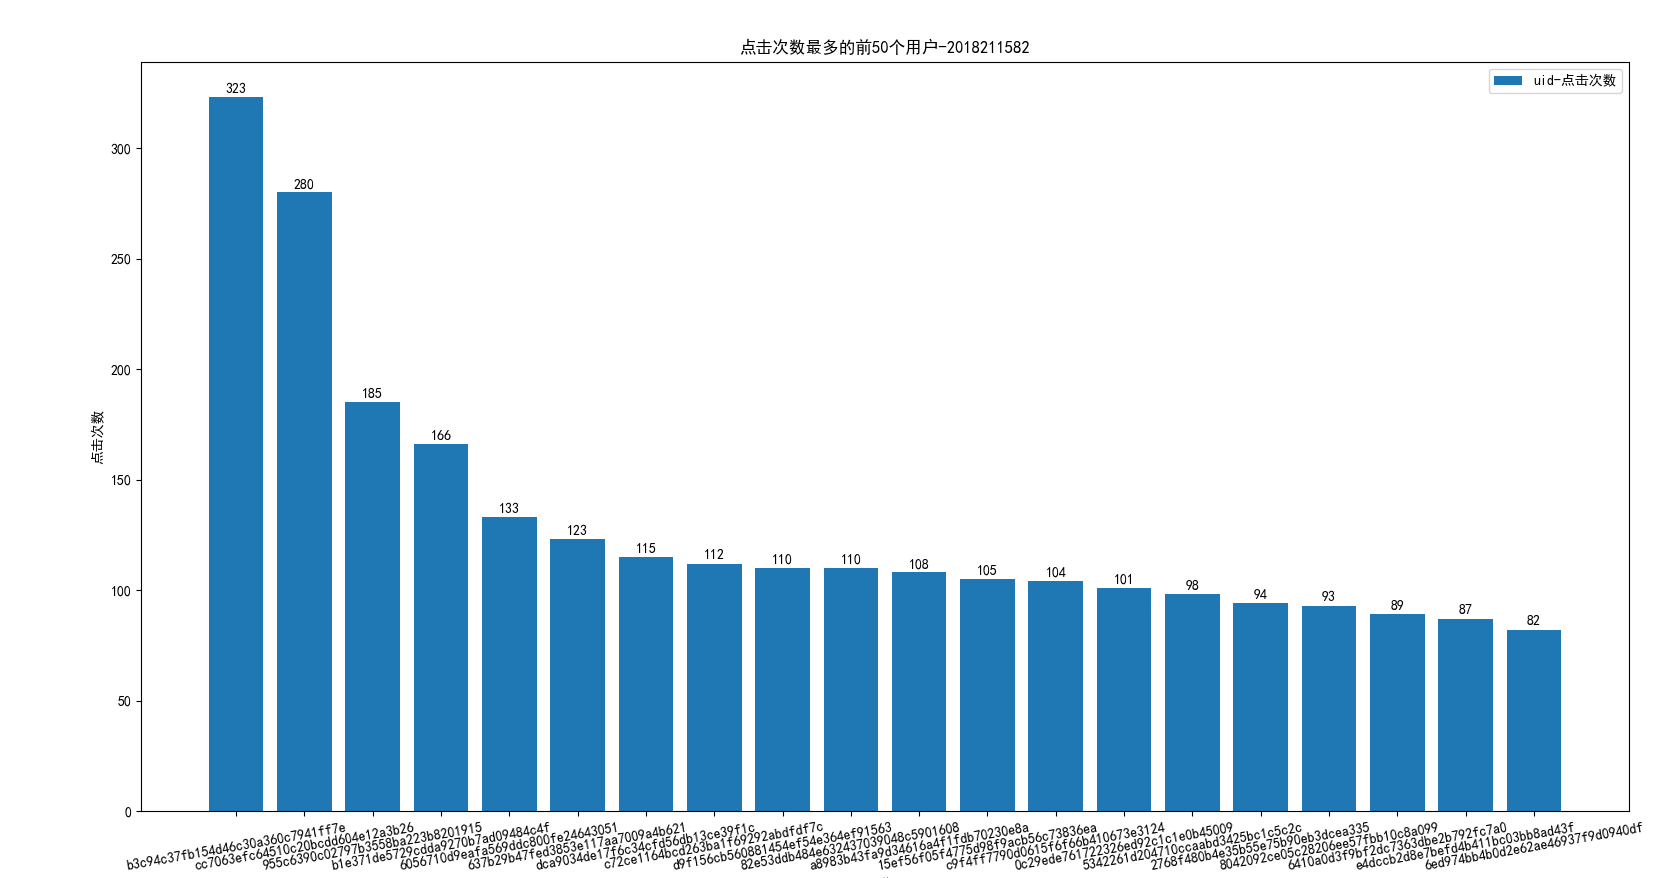 点击次数最多的前50个用户-2018211582
uid-点击次数
点击次数
300
250
200
150
100
50
0
323
280
185
166
133
123
115
112
110
110
108
105
104
101
98
94
93
89
87
82
b3c94c37fb154d46c30a360c7941ff7e
cc7063efc64510c20bcdd604e12a3b26
955c6390c02797b3558ba223b8201915
b1e371de5729cdda9270b7ad09484c4f
6056710d9eafa569ddc800fe24643051
637b29b47fed3853e117aa7009a4b621
dca9034de17f6c34cfd56db13ce39f1c
c72ce1164bcd263ba1f69292abdfdf7c
d9f156cb560881454ef54e364ef91563
82e53ddb484e632437039048c5901608
a8983b43fa9d34616a4f1fdb70230e8a
15ef56f05f4775d98f9acb56c73836ea
c9f4ff7790d0615f6f66b410673e3124
0c29ede761722326ed92c1c1e0b45009
5342261d204710ccaabd3425bc1c5c2c
2768f480b4e35b55e75b90eb3dcea335
8042092ce05c28206ee57fbb10c8a099
6410a0d3f9bf2dc7363dbe2b792fc7a0
e4dccb2d8e7befd4b411bc03bb8ad43f
6ed974bb4b0d2e62ae46937f9d0940df